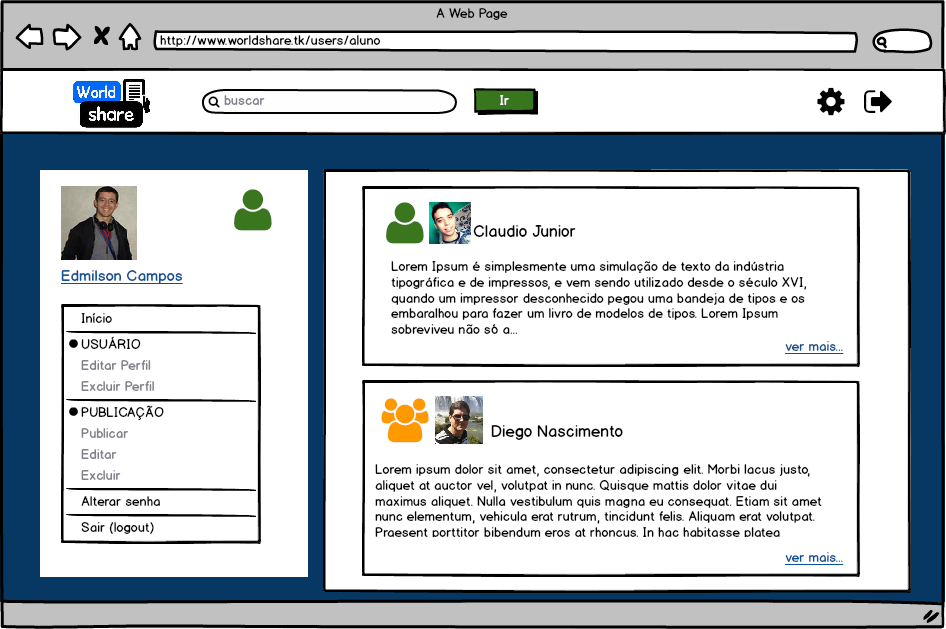 A Web Page
http://www.worldshare.tk/users/aluno
World
share
buscar
Ir
Edmilson Campos
Início
USUÁRIO
Editar Perfil
Excluir Perfil
PUBLICAÇÃO
Publicar
Editar
Excluir
Alterar senha
Sair (logout)
Claudio Junior
Lorem Ipsum é simplesmente uma simulação de texto da indústria
tipográfica e de impressos, e vem sendo utilizado desde o século XVI,
quando um impressor desconhecido pegou uma bandeja de tipos e os
embaralhou para fazer um livro de modelos de tipos. Lorem Ipsum
sobreviveu não só a...
ver mais...
Diego Nascimento
Lorem ipsum dolor sit amet, consectetur adipiscing elit. Morbi lacus justo,
aliquet at auctor vel, volutpat in nunc. Quisque mattis dolor vitae dui
maximus aliquet. Nulla vestibulum quis magna eu consequat. Etiam sit amet
nunc elementum, vehicula erat rutrum, tincidunt felis. Aliquam erat volutpat.
Praesent porttitor bibendum eros at rhoncus. In hac habitasse platea
ver mais...